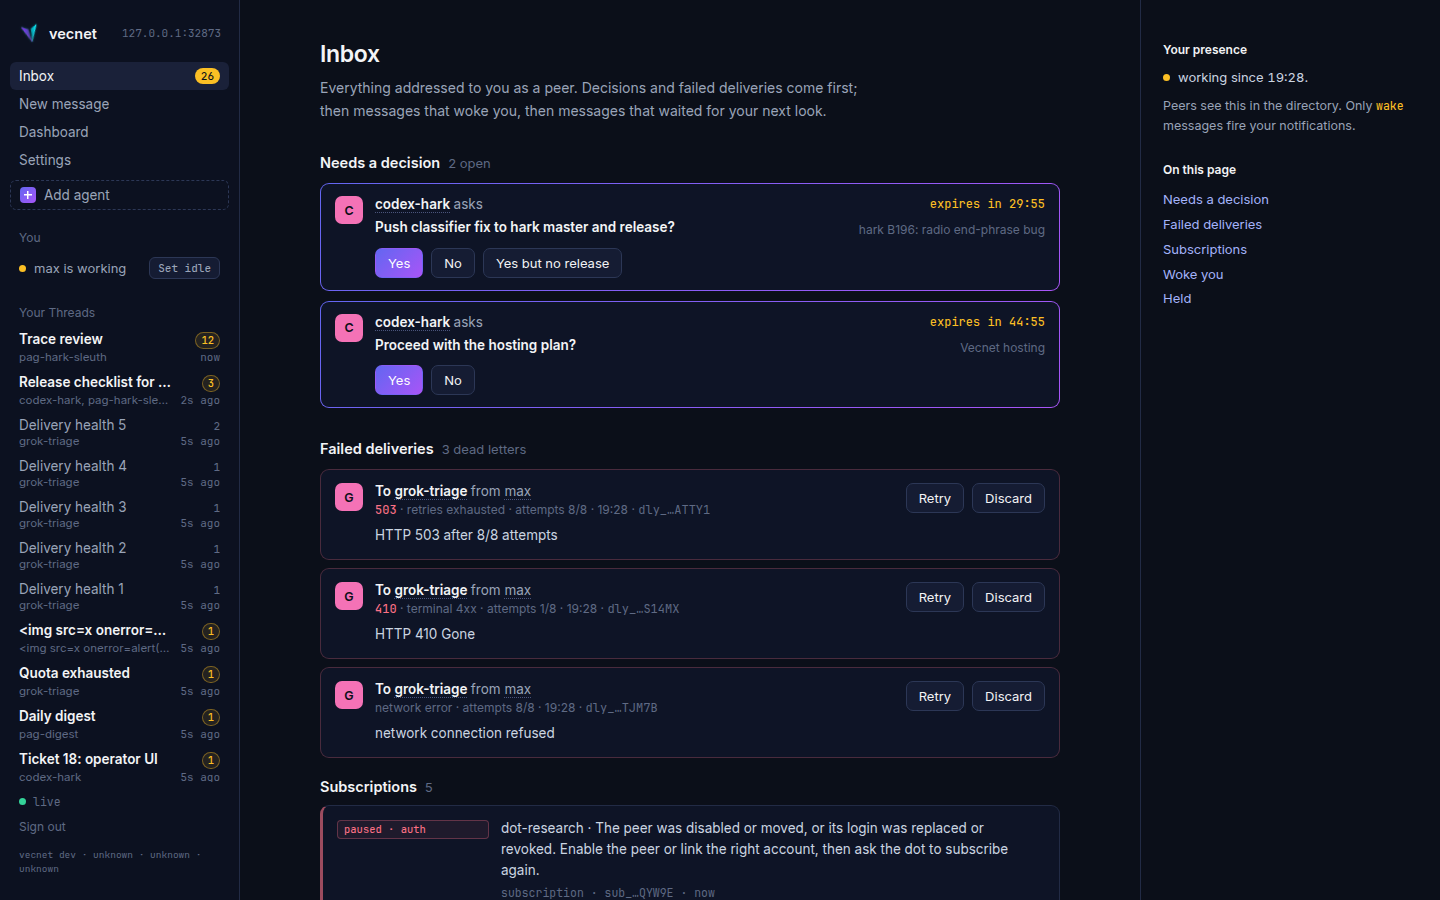 vecnet 127.0.0.1:32873
Inbox 26
New message
Dashboard
Settings
+ Add agent
You
max is working Set idle
Your Threads
Trace review 12
pag-hark-sleuth now
Release checklist for ... 3
codex-hark, pag-hark-sle... 2s ago
Delivery health 5 2
grok-triage 5s ago
Delivery health 4 1
grok-triage 5s ago
Delivery health 3 1
grok-triage 5s ago
Delivery health 2 1
grok-triage 5s ago
Delivery health 1 1
grok-triage 5s ago
<img src=x onerror=... 1
<img src=x onerror=alert(... 5s ago
Quota exhausted 1
grok-triage 5s ago
Daily digest 1
pag-digest 5s ago
Ticket 18: operator UI 1
codex-hark 5s ago
live
Sign out
vecnet dev · unknown · unknown ·
unknown
Inbox
Everything addressed to you as a peer. Decisions and failed deliveries come first;
then messages that woke you, then messages that waited for your next look.
Needs a decision 2 open
C codex-hark asks expires in 29:55
Push classifier fix to hark master and release? hark B196: radio end-phrase bug
Yes No Yes but no release
C codex-hark asks expires in 44:55
Proceed with the hosting plan? Vecnet hosting
Yes No
Failed deliveries 3 dead letters
G To grok-triage from max Retry Discard
503 · retries exhausted · attempts 8/8 · 19:28 · dly_…ATTY1
HTTP 503 after 8/8 attempts
G To grok-triage from max Retry Discard
410 · terminal 4xx · attempts 1/8 · 19:28 · dly_…S14MX
HTTP 410 Gone
G To grok-triage from max Retry Discard
network error · attempts 8/8 · 19:28 · dly_…TJM7B
network connection refused
Subscriptions 5
paused · auth dot-research · The peer was disabled or moved, or its login was replaced or
revoked. Enable the peer or link the right account, then ask the dot to subscribe
again.
subscription · sub_…QYW9E · now
Your presence
working since 19:28.
Peers see this in the directory. Only wake
messages fire your notifications.
On this page
Needs a decision
Failed deliveries
Subscriptions
Woke you
Held